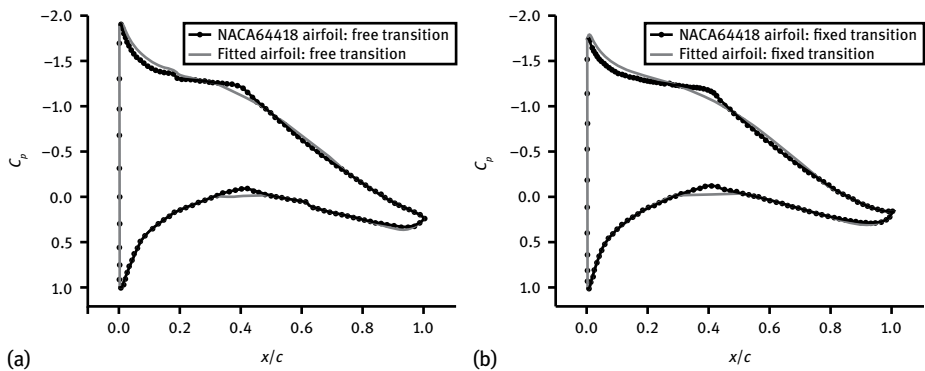 −2.0
−1.5
−1.0
−0.5
0.0
0.5
1.0
Cp
NACA64418 airfoil: free transition
Fitted airfoil: free transition
0.0 0.2 0.4 0.6 0.8 1.0
x/c
(a)
−2.0
−1.5
−1.0
−0.5
0.0
0.5
1.0
Cp
NACA64418 airfoil: fixed transition
Fitted airfoil: fixed transition
0.0 0.2 0.4 0.6 0.8 1.0
x/c
(b)